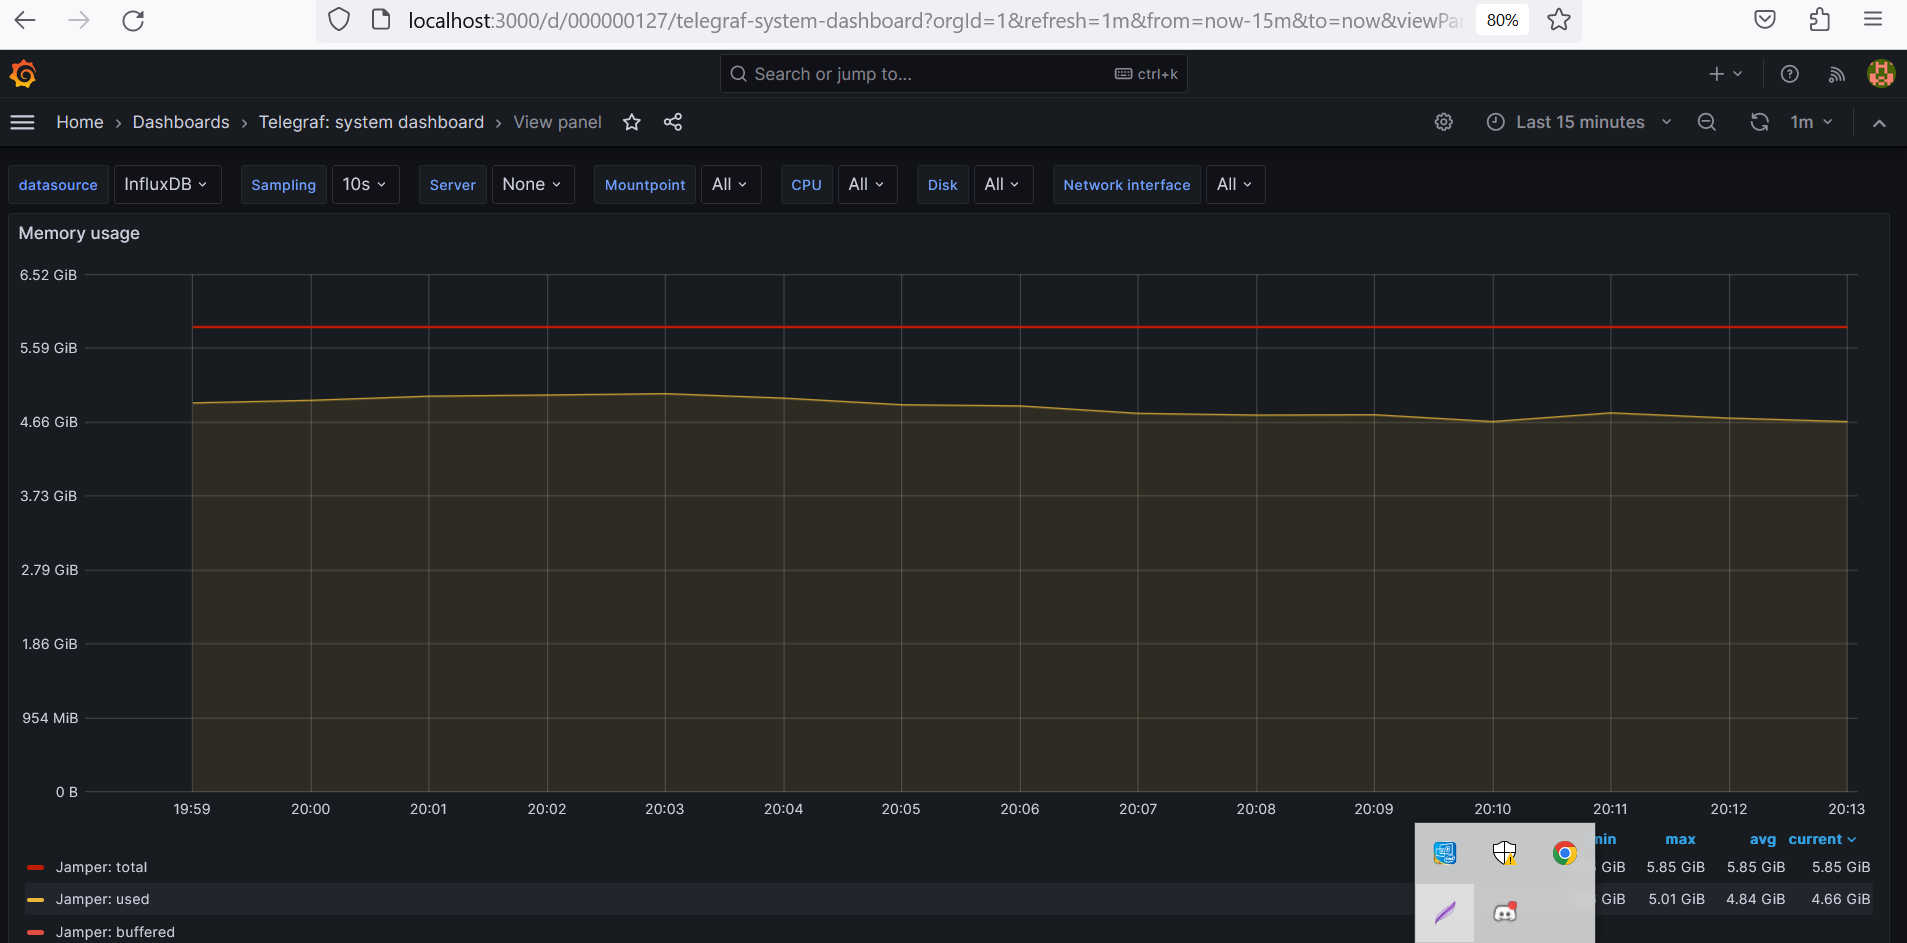 localhost:3000/d/000000127/telegraf-system-dashboard?orgId=1&refresh=1m&from=now-15m&to=now&viewPa
80%
Search or jump to...
ctrl+k
Home › Dashboards › Telegraf: system dashboard › View panel
Last 15 minutes
1m
datasource InfluxDB Sampling 10s Server None Mountpoint All CPU All Disk All Network interface All
Memory usage
6.52 GiB
5.59 GiB
4.66 GiB
3.73 GiB
2.79 GiB
1.86 GiB
954 MiB
0 B
19:59 20:00 20:01 20:02 20:03 20:04 20:05 20:06 20:07 20:08 20:09 20:10 20:11 20:12 20:13
min max avg current
Jamper: total GiB 5.85 GiB 5.85 GiB 5.85 GiB
Jamper: used GiB 5.01 GiB 4.84 GiB 4.66 GiB
Jamper: buffered